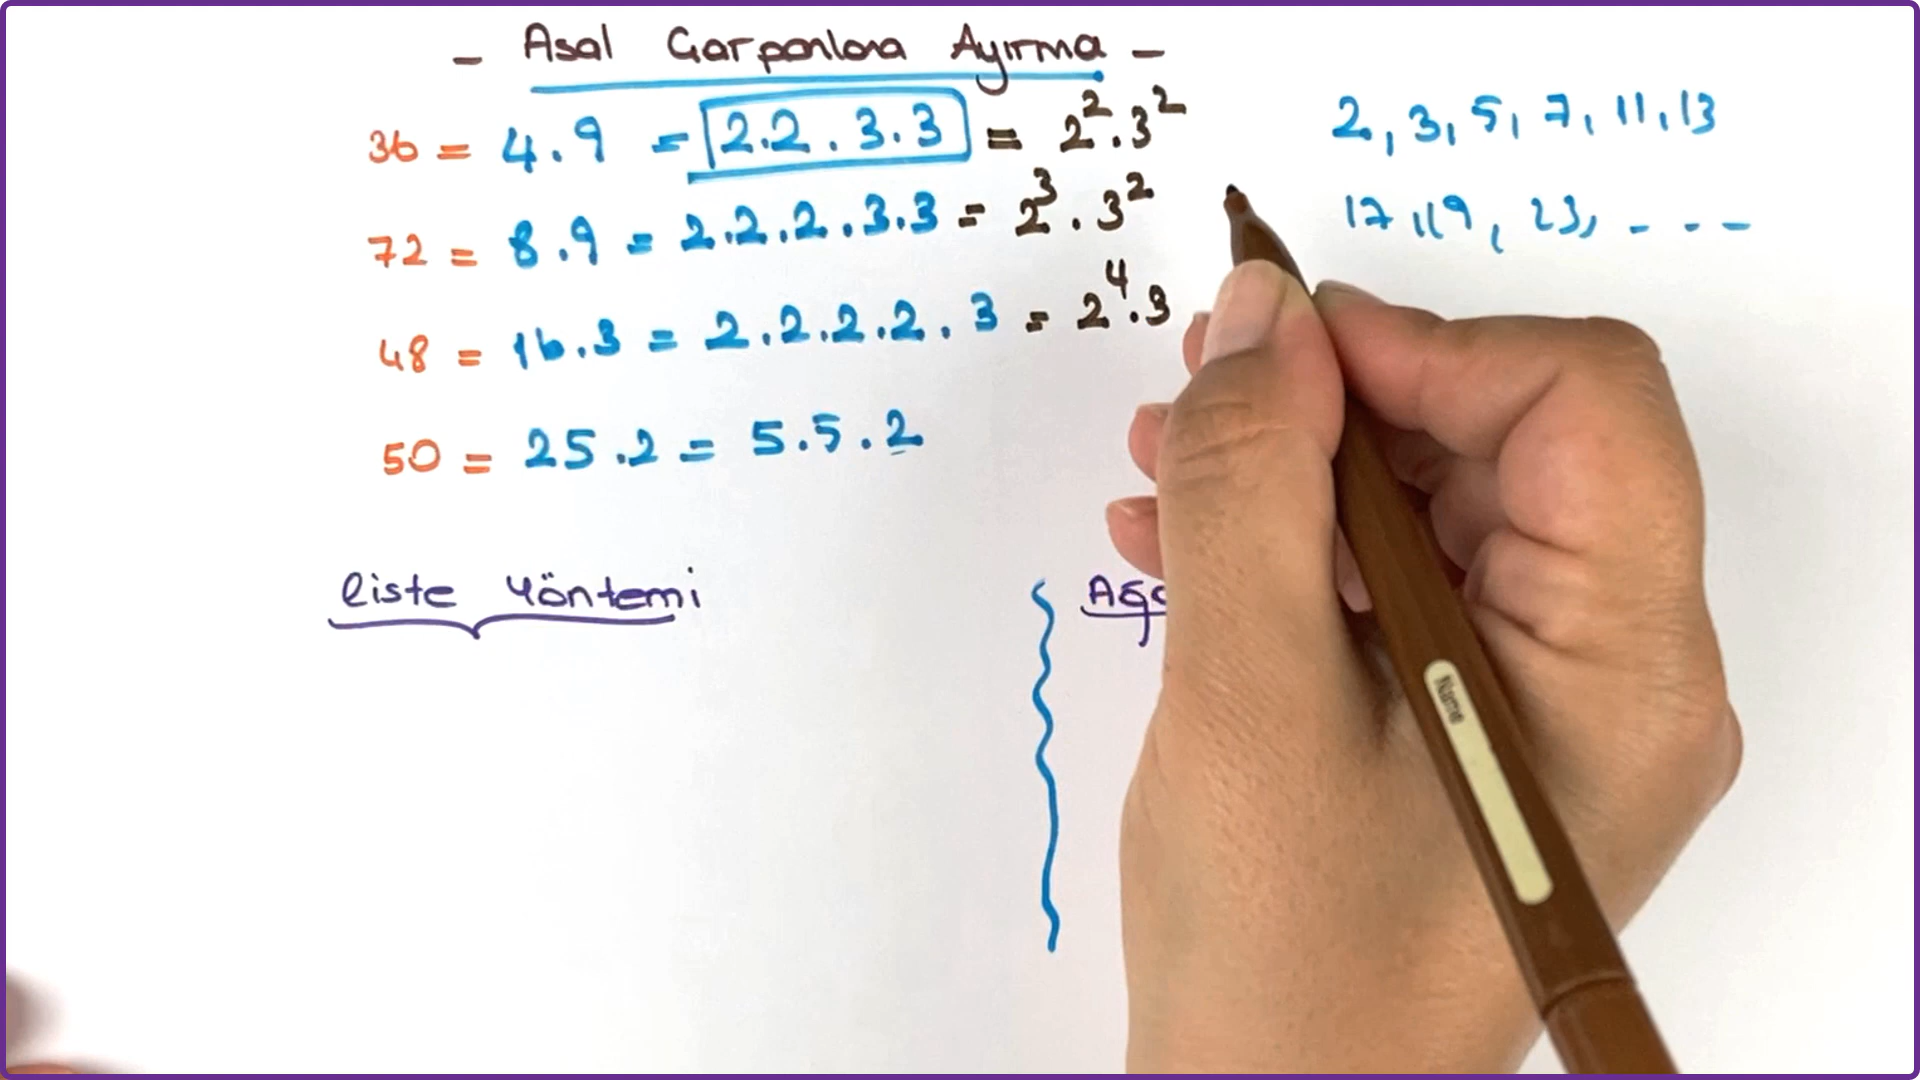 - Asal Çarpanlara Ayırma -
36 = 4.9 = 2.2.3.3 = 2².3²
72 = 8.9 = 2.2.2.3.3 = 2³.3²
48 = 16.3 = 2.2.2.2.3 = 2⁴.3
50 = 25.2 = 5.5.2
2, 3, 5, 7, 11, 13
17, 19, 23, - - -
Liste Yöntemi
Ağa
Name